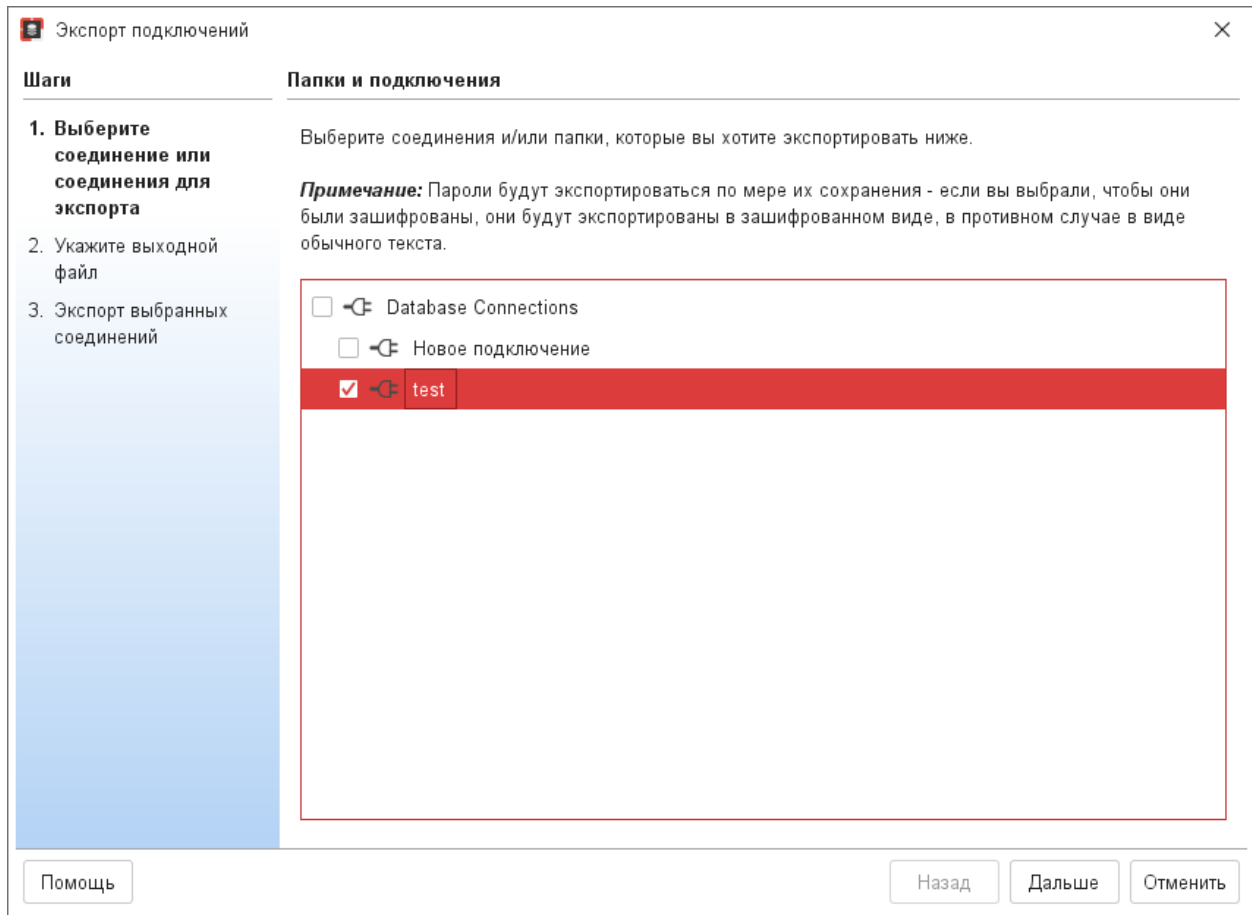 Экспорт подключений
Шаги
Папки и подключения
1. Выберите
соединение или
соединения для
экспорта
2. Укажите выходной
файл
3. Экспорт выбранных
соединений
Выберите соединения и/или папки, которые вы хотите экспортировать ниже.
Примечание: Пароли будут экспортироваться по мере их сохранения - если вы выбрали, чтобы они
были зашифрованы, они будут экспортированы в зашифрованном виде, в противном случае в виде
обычного текста.
Database Connections
Новое подключение
test
Помощь
Назад
Дальше
Отменить